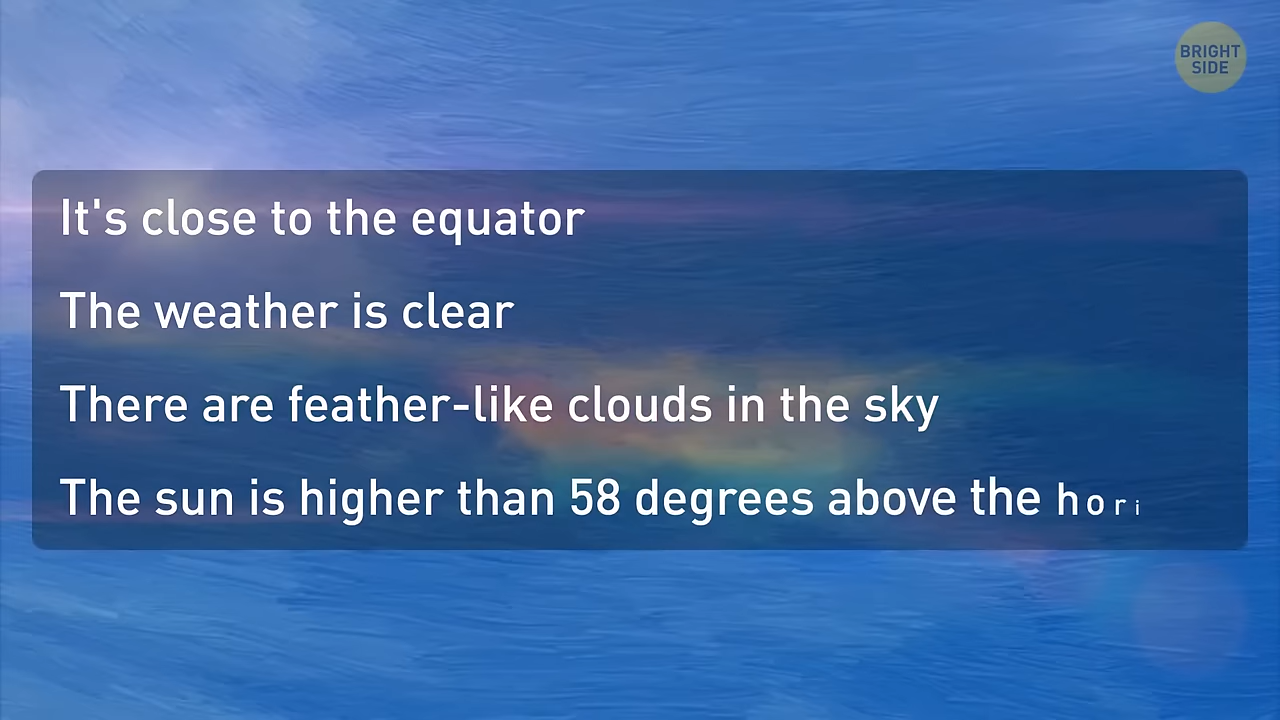 BRIGHT
SIDE
It's close to the equator
The weather is clear
There are feather-like clouds in the sky
The sun is higher than 58 degrees above the hori